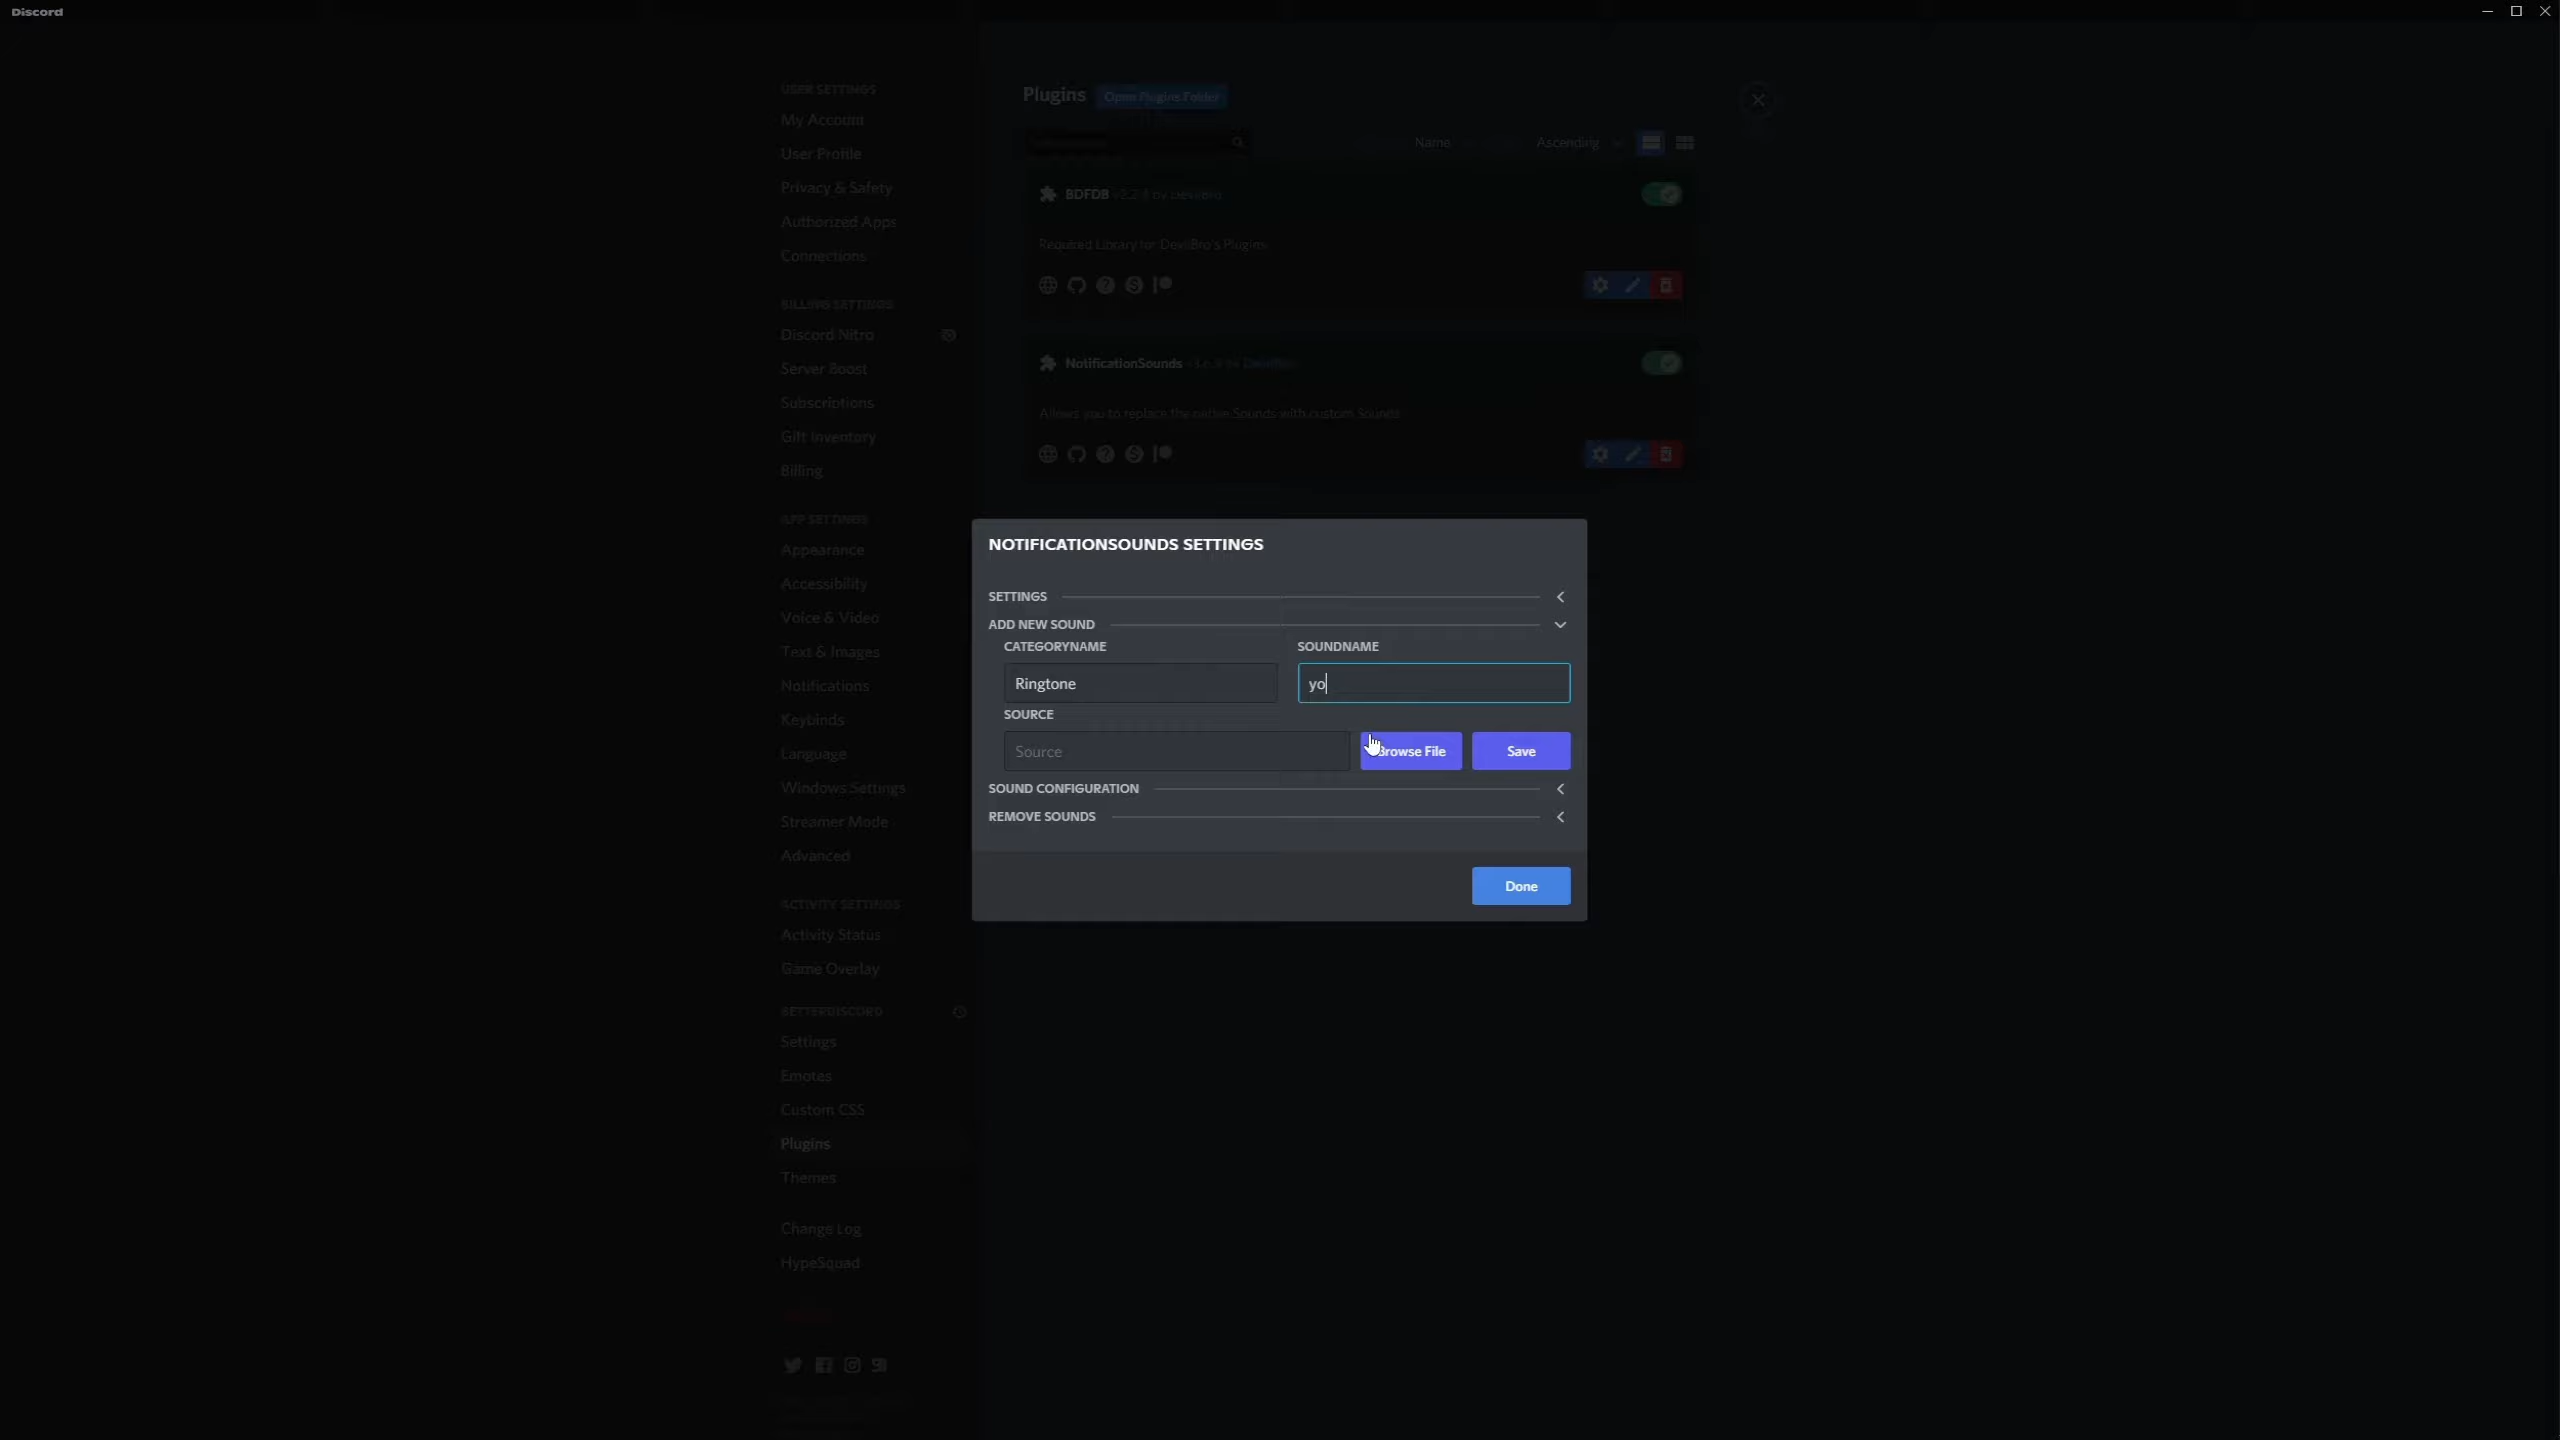 Discord
USER SETTINGS
My Account
User Profile
Privacy & Safety
Authorized Apps
Connections
BILLING SETTINGS
Discord Nitro
Server Boost
Subscriptions
Gift Inventory
Billing
APP SETTINGS
Appearance
Accessibility
Voice & Video
Text & Images
Notifications
Keybinds
Language
Windows Settings
Streamer Mode
Advanced
ACTIVITY SETTINGS
Activity Status
Game Overlay
BETTERDISCORD
Settings
Emotes
Custom CSS
Plugins
Themes
Change Log
HypeSquad
Plugins Open Plugins Folder
Name Ascending
BDFDB by DevilBro
Required Library for DevilBro's Plugins
NotificationSounds by DevilBro
Allows you to replace the native Sounds with custom Sounds
NOTIFICATIONSOUNDS SETTINGS
SETTINGS
ADD NEW SOUND
CATEGORYNAME SOUNDNAME
Ringtone yo
SOURCE
Source Browse File Save
SOUND CONFIGURATION
REMOVE SOUNDS
Done